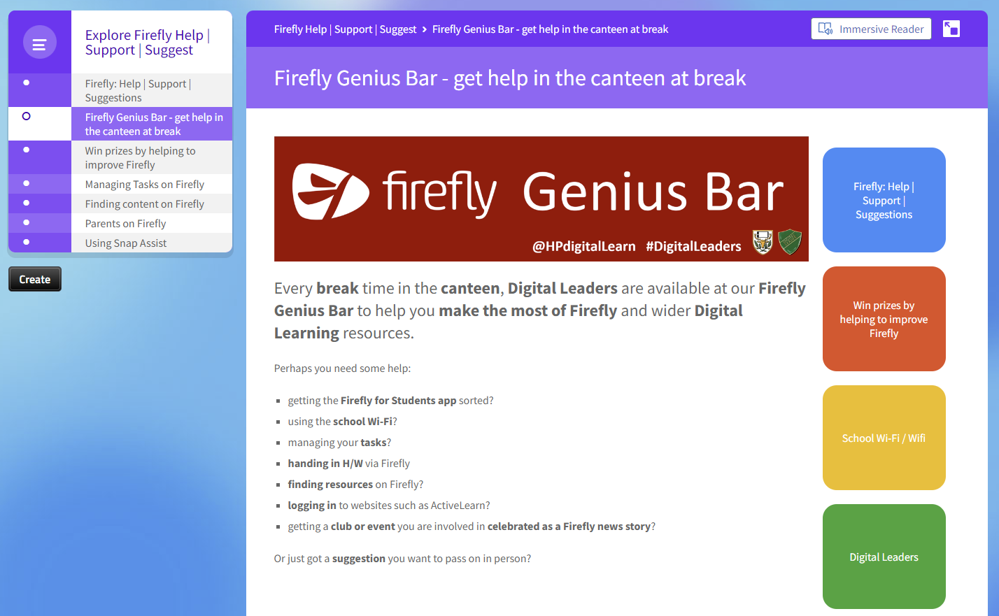 Explore Firefly Help |
Support | Suggest
Firefly: Help | Support |
Suggestions
Firefly Genius Bar - get help in
the canteen at break
Win prizes by helping to
improve Firefly
Managing Tasks on Firefly
Finding content on Firefly
Parents on Firefly
Using Snap Assist
Create
Firefly Help | Support | Suggest › Firefly Genius Bar - get help in the canteen at break
Immersive Reader
Firefly Genius Bar - get help in the canteen at break
firefly Genius Bar
@HPdigitalLearn #DigitalLeaders
Every break time in the canteen, Digital Leaders are available at our Firefly
Genius Bar to help you make the most of Firefly and wider Digital
Learning resources.
Perhaps you need some help:
getting the Firefly for Students app sorted?
using the school Wi-Fi?
managing your tasks?
handing in H/W via Firefly
finding resources on Firefly?
logging in to websites such as ActiveLearn?
getting a club or event you are involved in celebrated as a Firefly news story?
Or just got a suggestion you want to pass on in person?
Firefly: Help |
Support |
Suggestions
Win prizes by
helping to improve
Firefly
School Wi-Fi / Wifi
Digital Leaders